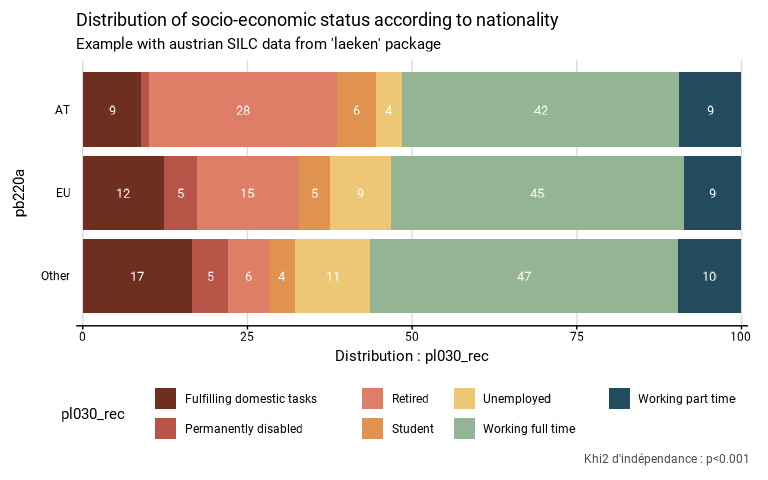 Distribution of socio-economic status according to nationality
Example with austrian SILC data from 'laeken' package
pb220a
AT 9 28 6 4 42 9
EU 12 5 15 5 9 45 9
Other 17 5 6 4 11 47 10
0 25 50 75 100
Distribution : pl030_rec
pl030_rec
Fulfilling domestic tasks Retired Unemployed Working part time
Permanently disabled Student Working full time
Khi2 d'indépendance : p<0.001